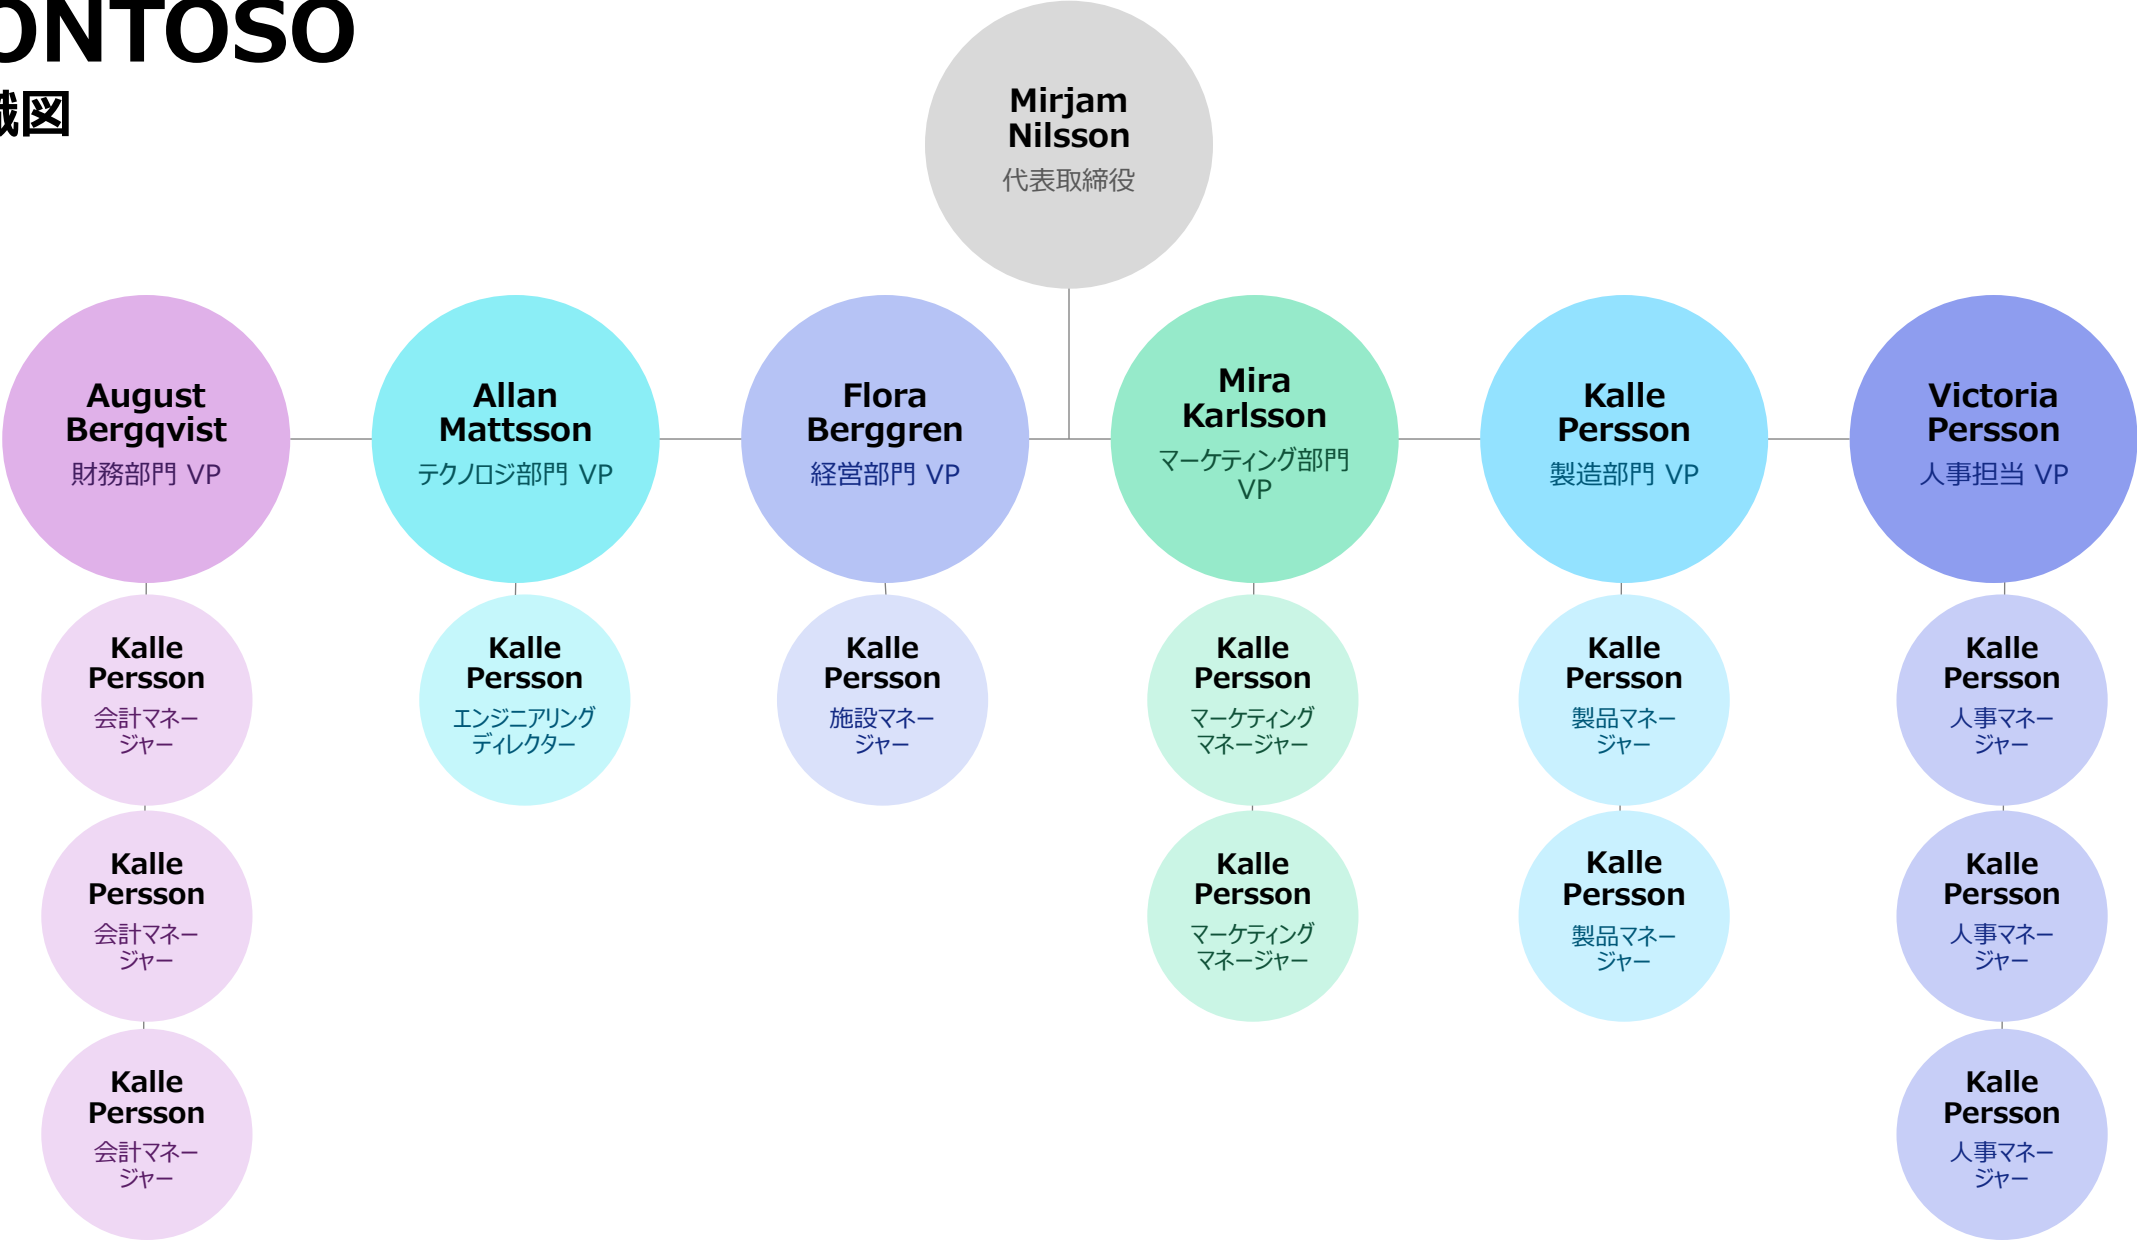 ONTOSO
織図
Mirjam
Nilsson
代表取締役
August
Bergqvist
財務部門 VP
Allan
Mattsson
テクノロジ部門 VP
Flora
Berggren
経営部門 VP
Mira
Karlsson
マーケティング部門
VP
Kalle
Persson
製造部門 VP
Victoria
Persson
人事担当 VP
Kalle
Persson
会計マネー
ジャー
Kalle
Persson
エンジニアリング
ディレクター
Kalle
Persson
施設マネー
ジャー
Kalle
Persson
マーケティング
マネージャー
Kalle
Persson
製品マネー
ジャー
Kalle
Persson
人事マネー
ジャー
Kalle
Persson
会計マネー
ジャー
Kalle
Persson
マーケティング
マネージャー
Kalle
Persson
製品マネー
ジャー
Kalle
Persson
人事マネー
ジャー
Kalle
Persson
会計マネー
ジャー
Kalle
Persson
人事マネー
ジャー